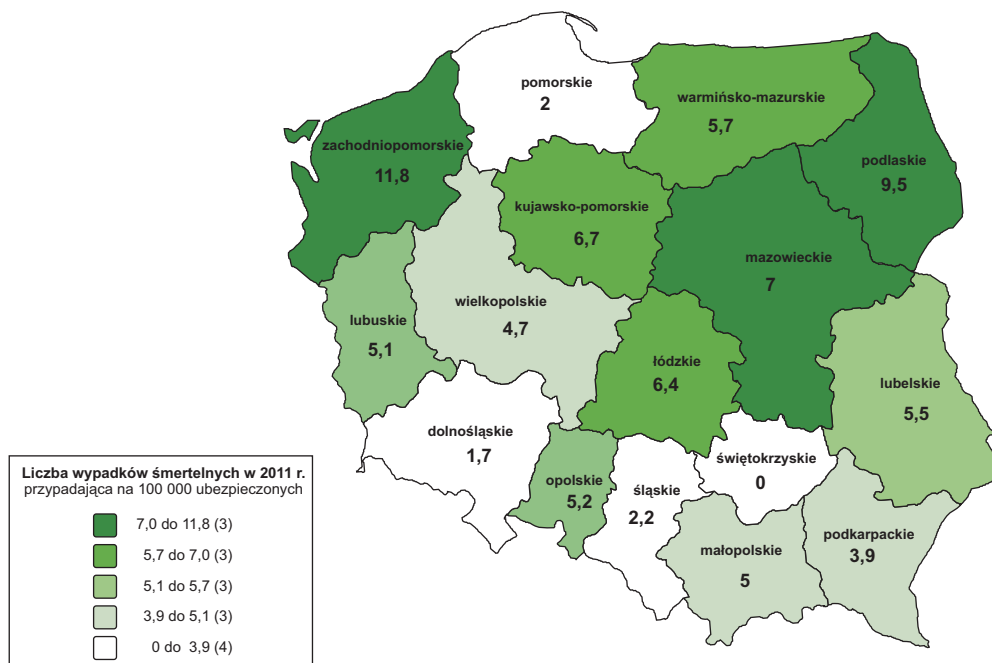 pomorskie
2
warmińsko-mazurskie
5,7
zachodniopomorskie
11,8
podlaskie
9,5
kujawsko-pomorskie
6,7
mazowieckie
7
wielkopolskie
4,7
lubuskie
5,1
łódzkie
6,4
lubelskie
5,5
dolnośląskie
1,7
opolskie
5,2
śląskie
2,2
świętokrzyskie
0
małopolskie
5
podkarpackie
3,9
Liczba wypadków śmertelnych w 2011 r.
przypadająca na 100 000 ubezpieczonych
7,0 do 11,8 (3)
5,7 do 7,0 (3)
5,1 do 5,7 (3)
3,9 do 5,1 (3)
0 do 3,9 (4)